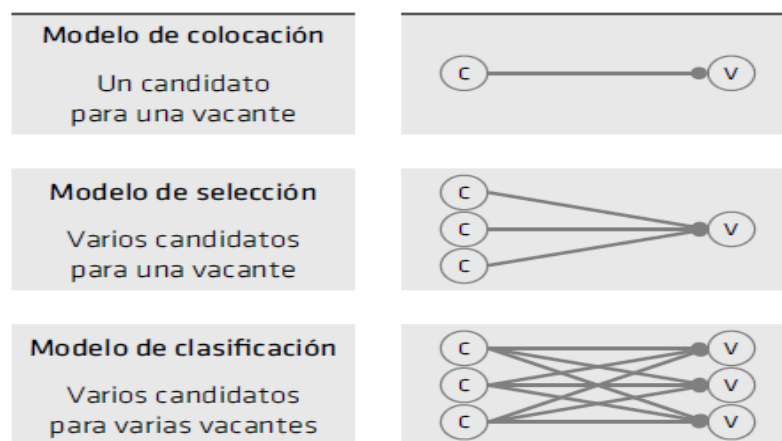 Modelo de colocación
Un candidato
para una vacante
C V
Modelo de selección
Varios candidatos
para una vacante
C
C V
C
Modelo de clasificación
Varios candidatos
para varias vacantes
C V
C V
C V